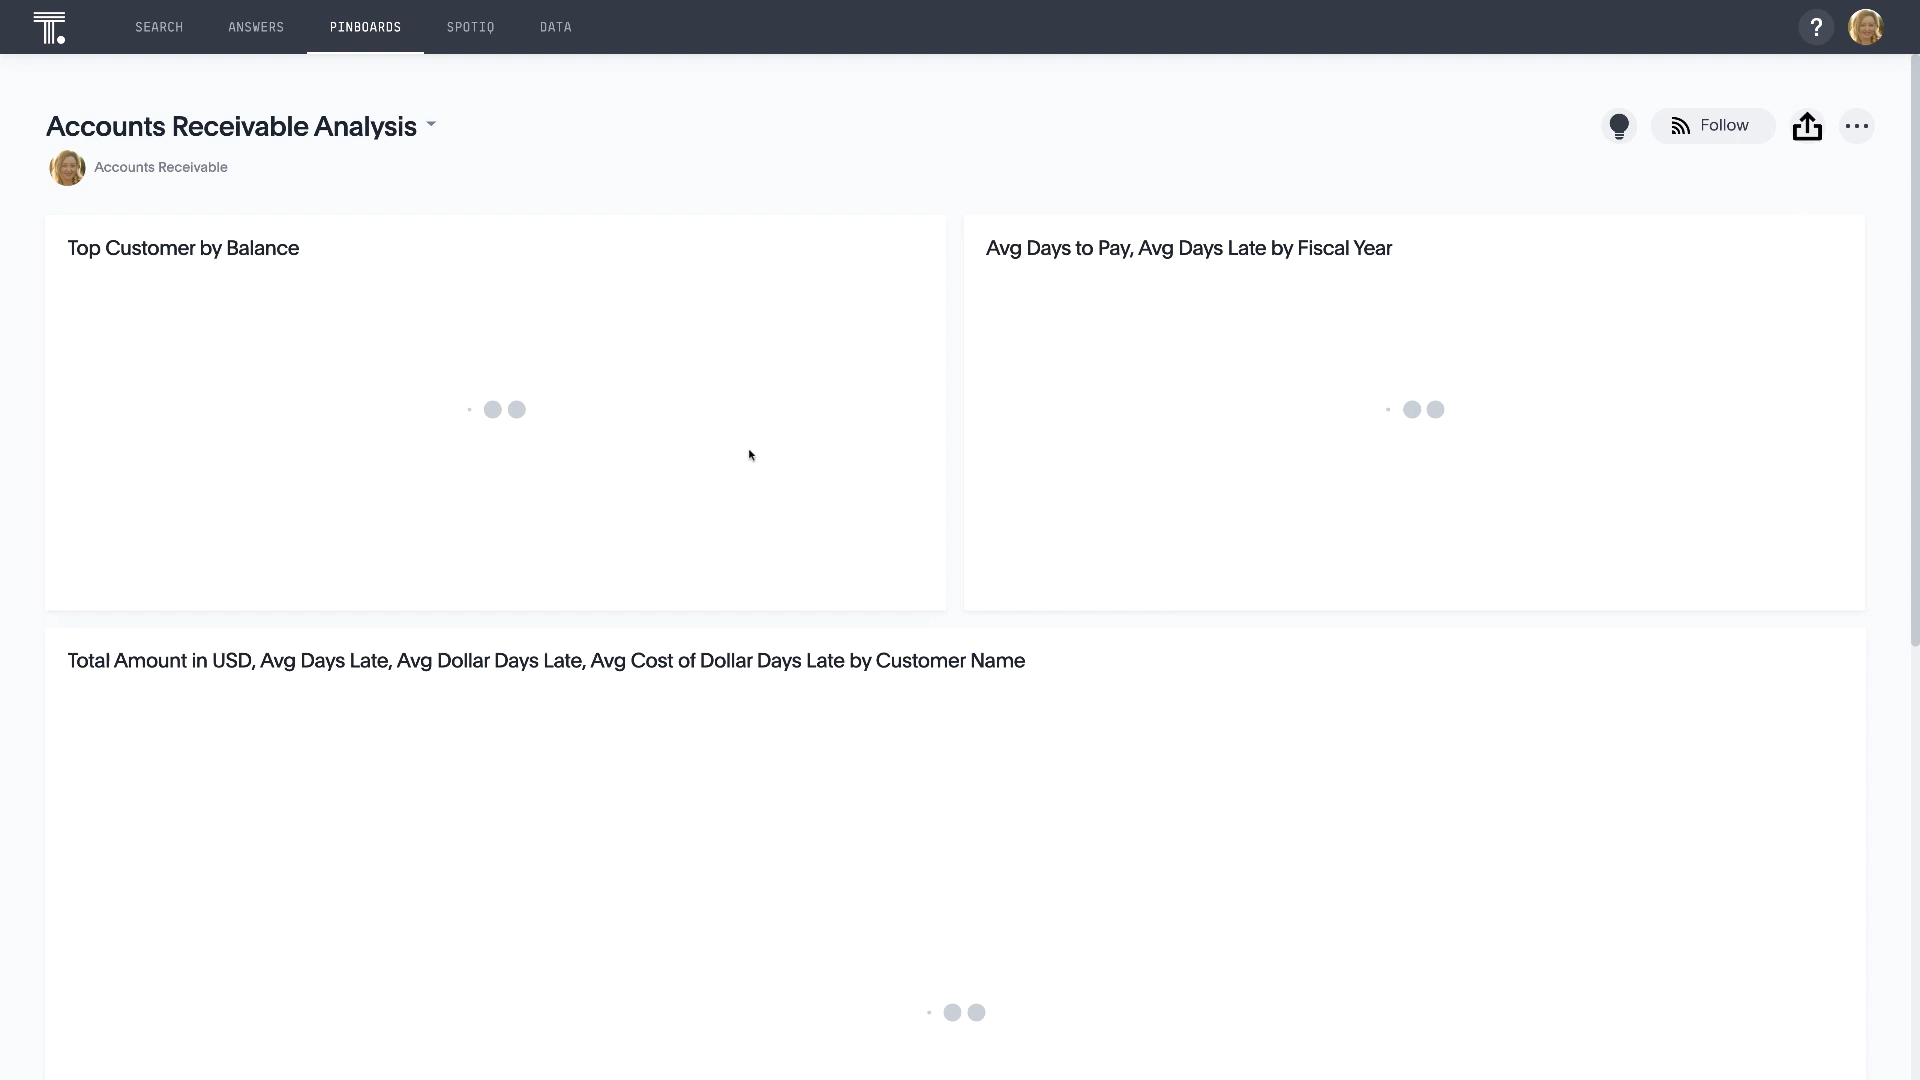 T.
SEARCH ANSWERS PINBOARDS SPOTIQ DATA ?
Accounts Receivable Analysis
Follow
Accounts Receivable
Top Customer by Balance
Avg Days to Pay, Avg Days Late by Fiscal Year
Total Amount in USD, Avg Days Late, Avg Dollar Days Late, Avg Cost of Dollar Days Late by Customer Name